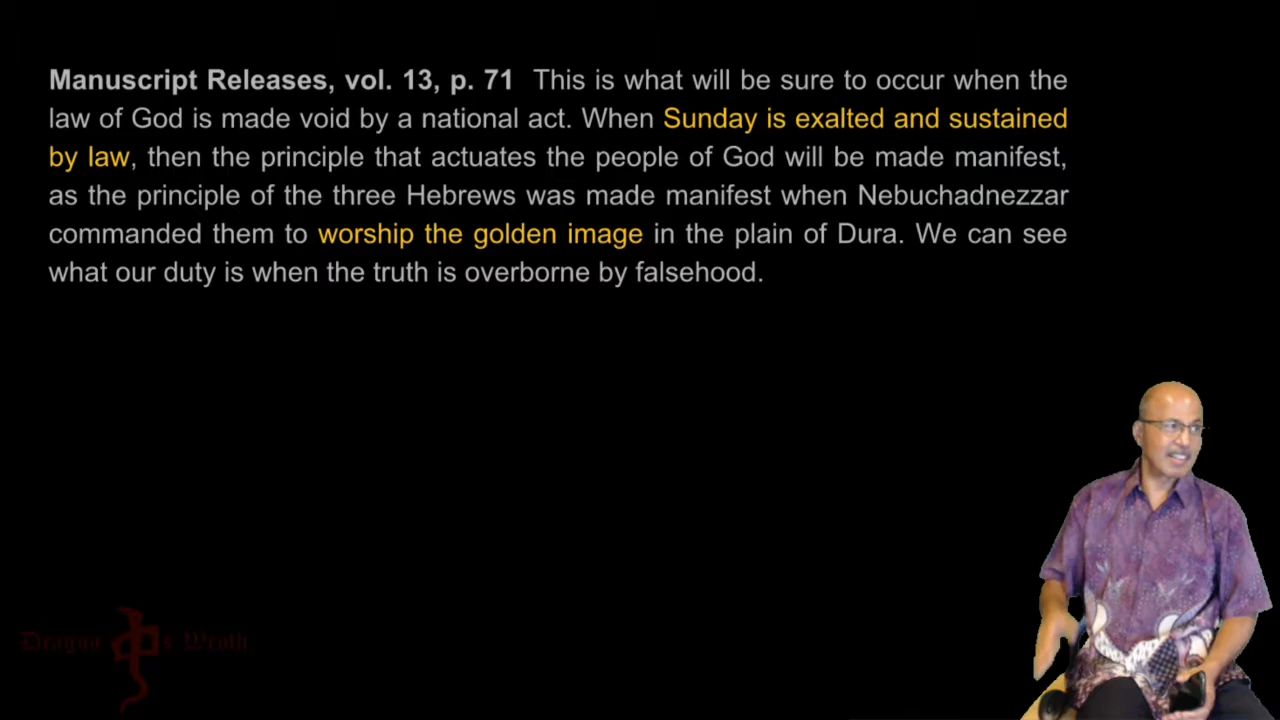 Manuscript Releases, vol. 13, p. 71 This is what will be sure to occur when the
law of God is made void by a national act. When Sunday is exalted and sustained
by law, then the principle that actuates the people of God will be made manifest,
as the principle of the three Hebrews was made manifest when Nebuchadnezzar
commanded them to worship the golden image in the plain of Dura. We can see
what our duty is when the truth is overborne by falsehood.
Dragon s Wroth